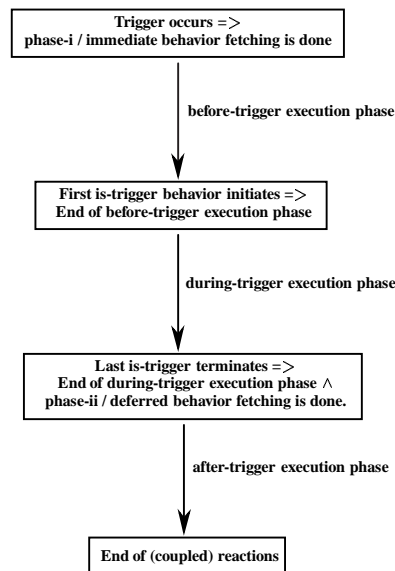 Trigger occurs =>
phase-i / immediate behavior fetching is done
before-trigger execution phase
First is-trigger behavior initiates =>
End of before-trigger execution phase
during-trigger execution phase
Last is-trigger terminates =>
End of during-trigger execution phase ∧
phase-ii / deferred behavior fetching is done.
after-trigger execution phase
End of (coupled) reactions